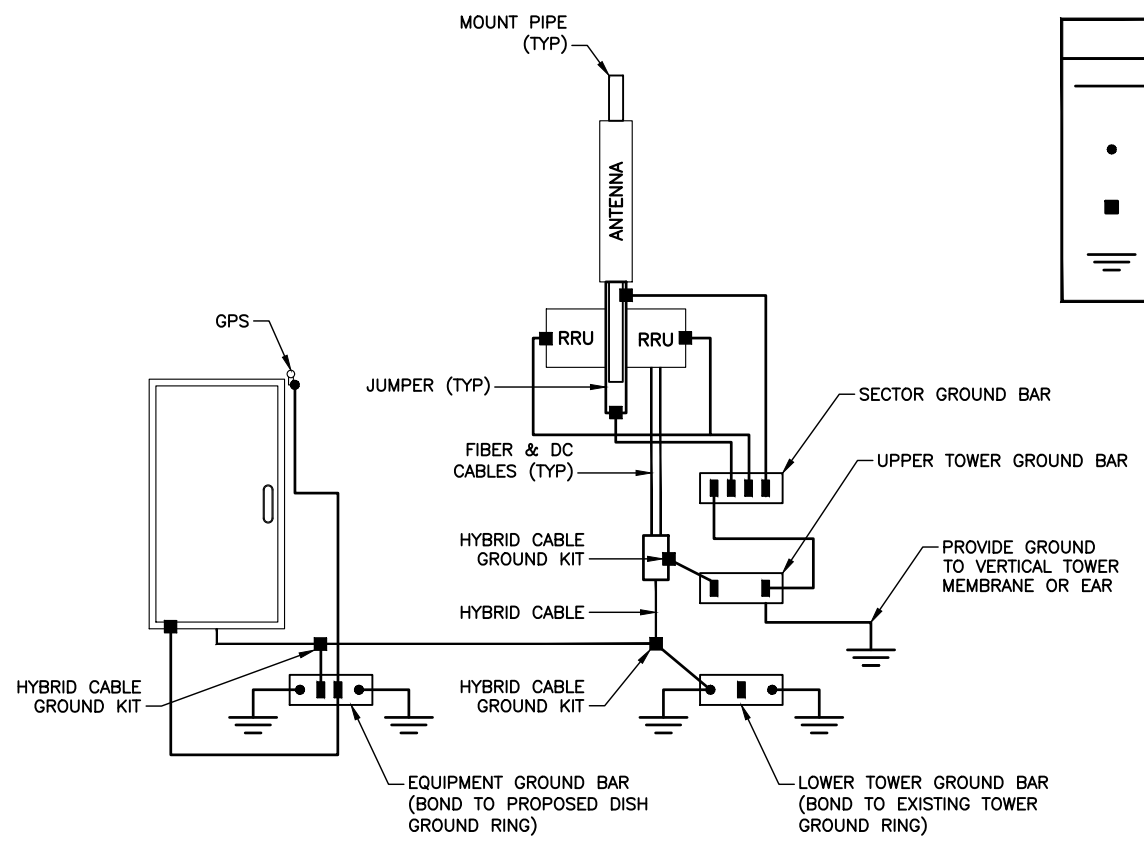 MOUNT PIPE
(TYP)
ANTENNA
GPS
RRU
RRU
JUMPER (TYP)
SECTOR GROUND BAR
FIBER & DC
CABLES (TYP)
UPPER TOWER GROUND BAR
HYBRID CABLE
GROUND KIT
PROVIDE GROUND
TO VERTICAL TOWER
MEMBRANE OR EAR
HYBRID CABLE
HYBRID CABLE
GROUND KIT
HYBRID CABLE
GROUND KIT
EQUIPMENT GROUND BAR
(BOND TO PROPOSED DISH
GROUND RING)
LOWER TOWER GROUND BAR
(BOND TO EXISTING TOWER
GROUND RING)